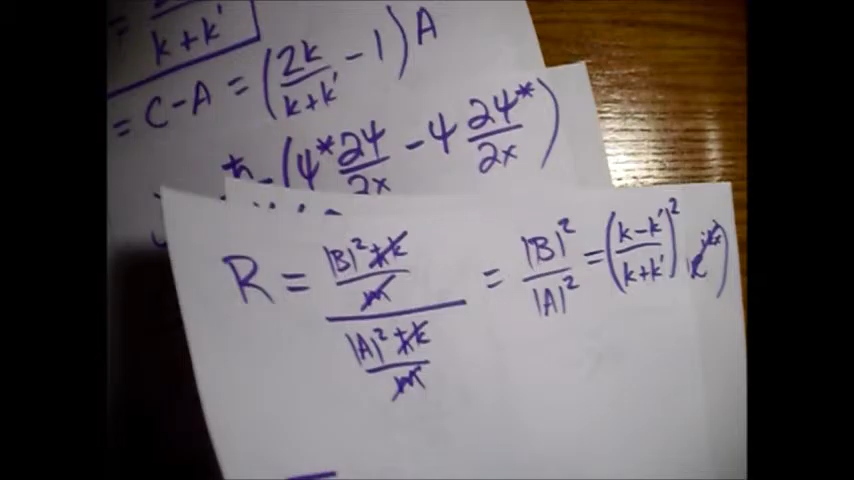 = / k+k'
= C-A = (2k/k+k' - 1)A
ħ (ψ* ∂ψ/∂x - ψ ∂ψ*/∂x)
R = |B|² ħk/m / |A|² ħk/m = |B|²/|A|² = (k-k'/k+k')²